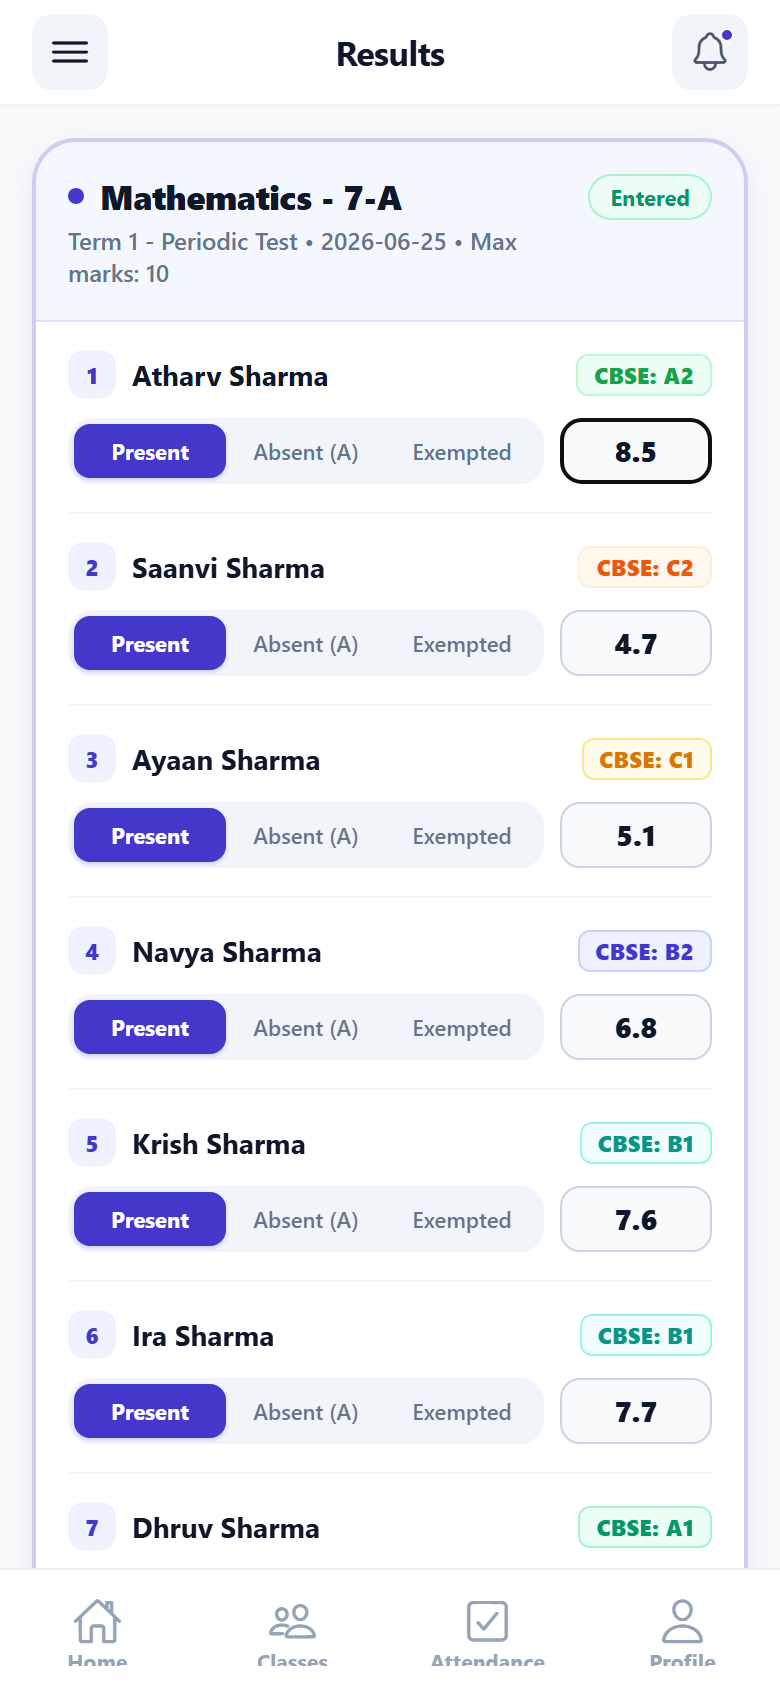 Results
Mathematics - 7-A
Entered
Term 1 - Periodic Test • 2026-06-25 • Max
marks: 10
1 Atharv Sharma CBSE: A2
Present Absent (A) Exempted 8.5
2 Saanvi Sharma CBSE: C2
Present Absent (A) Exempted 4.7
3 Ayaan Sharma CBSE: C1
Present Absent (A) Exempted 5.1
4 Navya Sharma CBSE: B2
Present Absent (A) Exempted 6.8
5 Krish Sharma CBSE: B1
Present Absent (A) Exempted 7.6
6 Ira Sharma CBSE: B1
Present Absent (A) Exempted 7.7
7 Dhruv Sharma CBSE: A1
Home Classes Attendance Profile